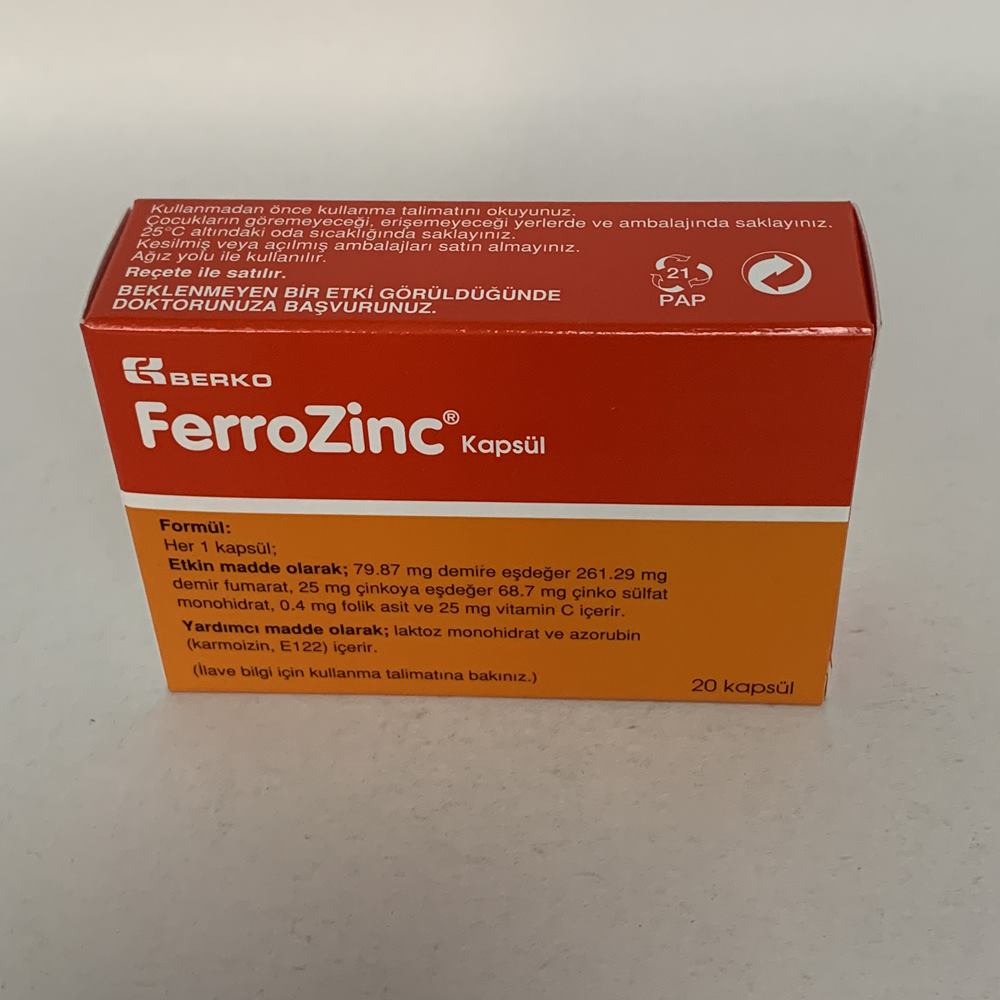 Kullanmadan önce kullanma talimatını okuyunuz.
Çocukların göremeyeceği, erişemeyeceği yerlerde ve ambalajında saklayınız.
25°C altındaki oda sıcaklığında saklayınız.
Kesilmiş veya açılmış ambalajları satın almayınız.
Ağız yolu ile kullanılır.
Reçete ile satılır.
BEKLENMEYEN BİR ETKİ GÖRÜLDÜĞÜNDE
DOKTORUNUZA BAŞVURUNUZ.
21
PAP
BERKO
FerroZinc® Kapsül
Formül:
Her 1 kapsül;
Etkin madde olarak; 79.87 mg demire eşdeğer 261.29 mg
demir fumarat, 25 mg çinkoya eşdeğer 68.7 mg çinko sülfat
monohidrat, 0.4 mg folik asit ve 25 mg vitamin C içerir.
Yardımcı madde olarak; laktoz monohidrat ve azorubin
(karmoizin, E122) içerir.
(İlave bilgi için kullanma talimatına bakınız.)
20 kapsül